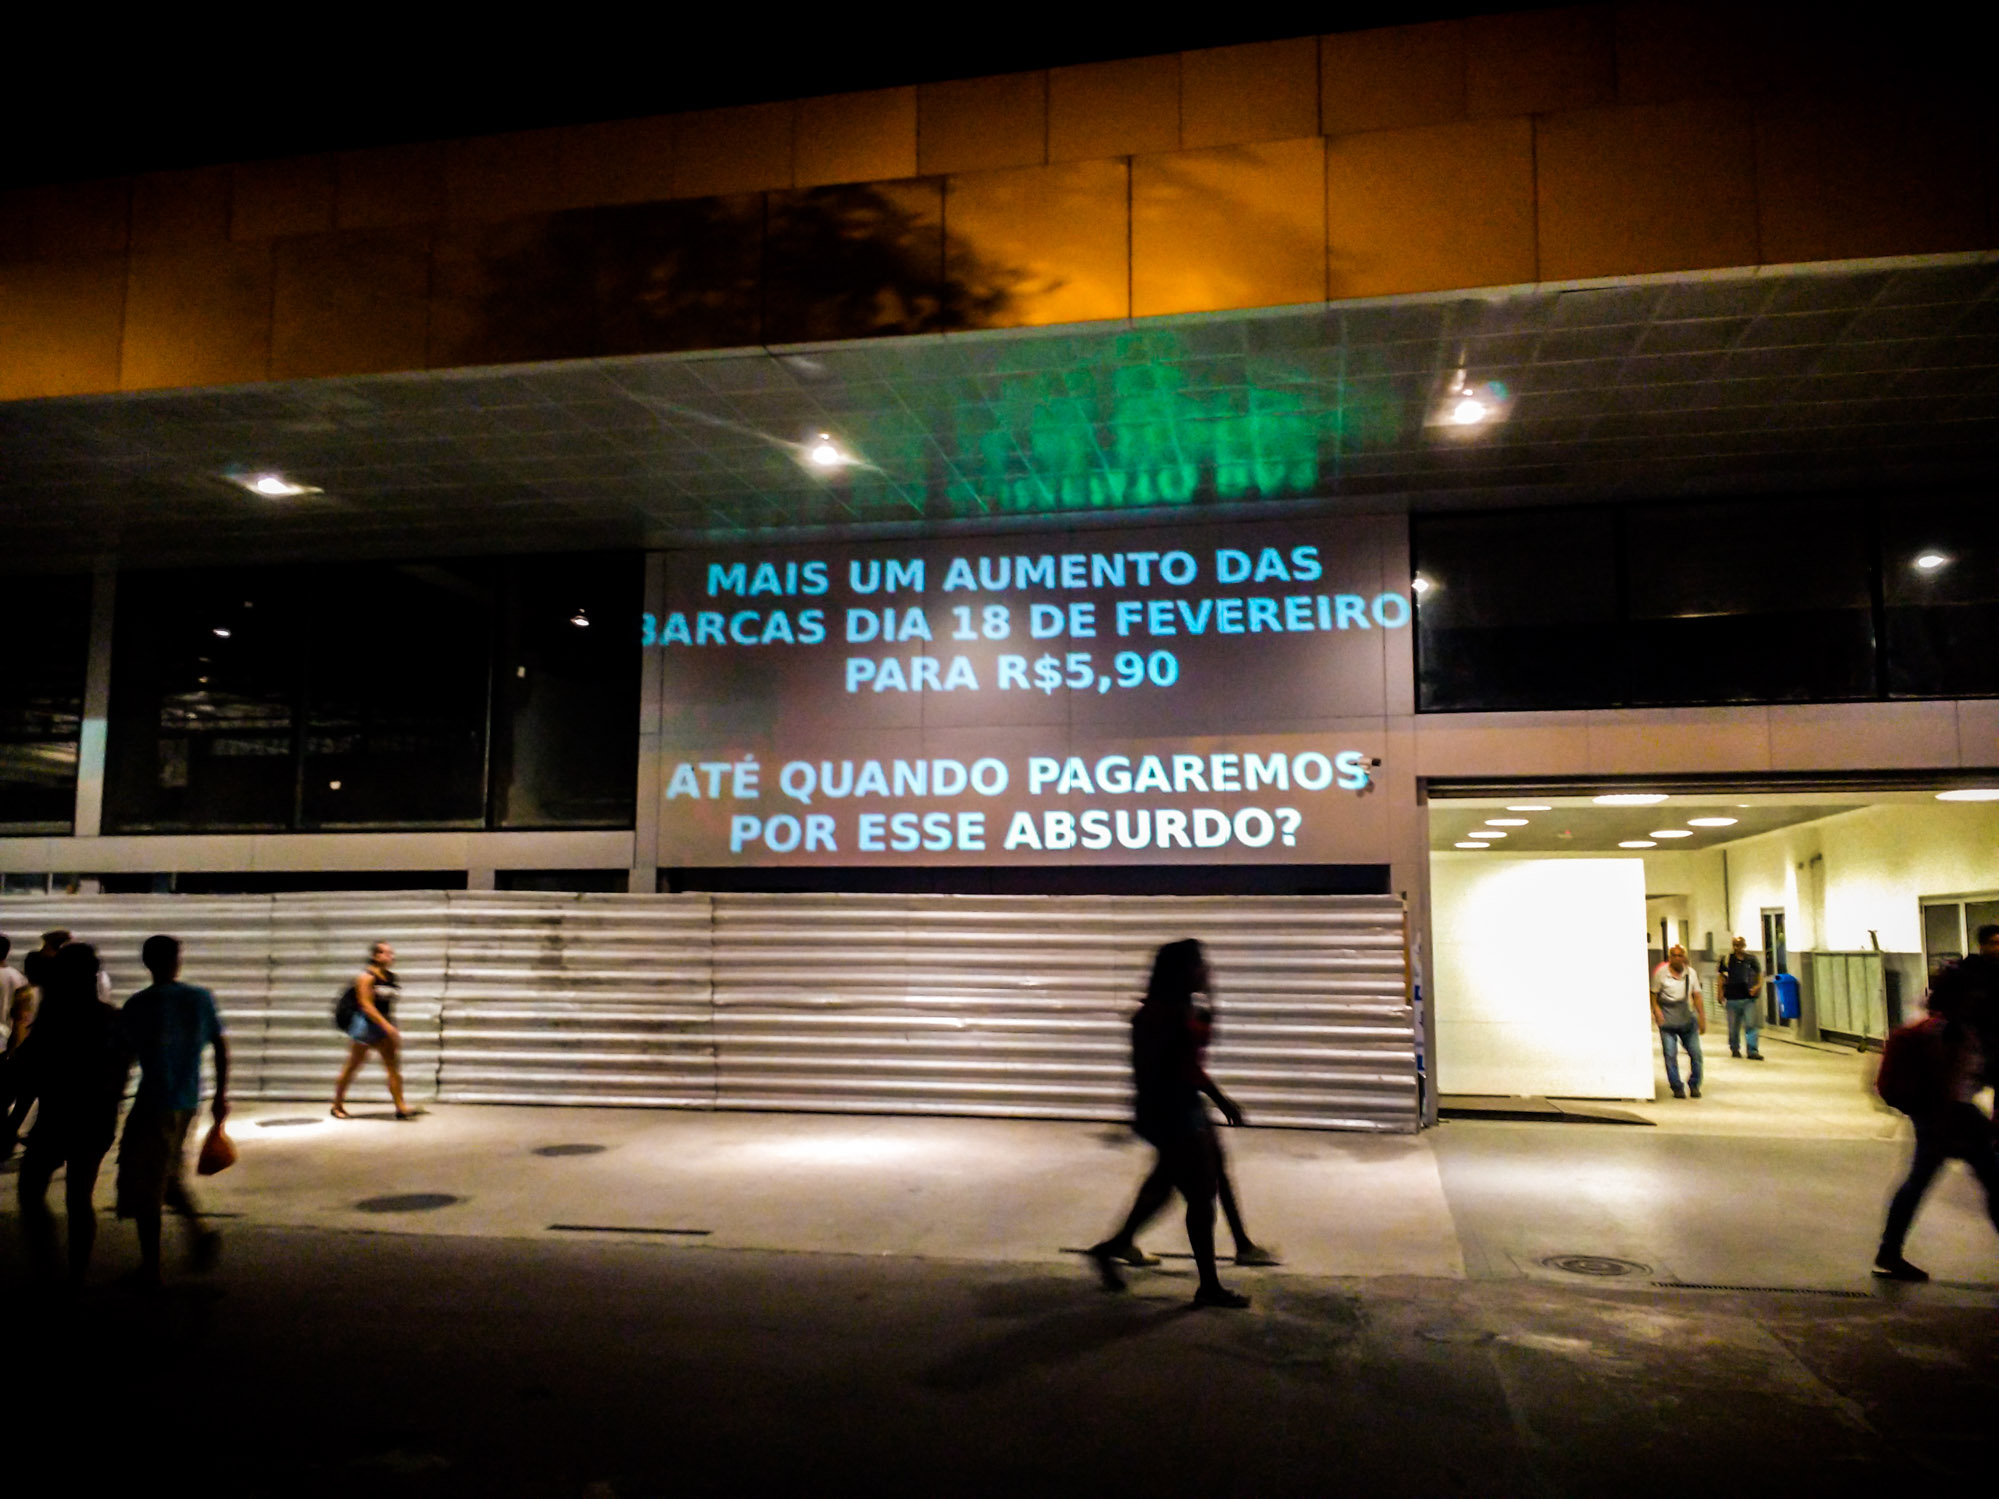 MAIS UM AUMENTO DAS
BARCAS DIA 18 DE FEVEREIRO
PARA R$5,90
ATÉ QUANDO PAGAREMOS
POR ESSE ABSURDO?